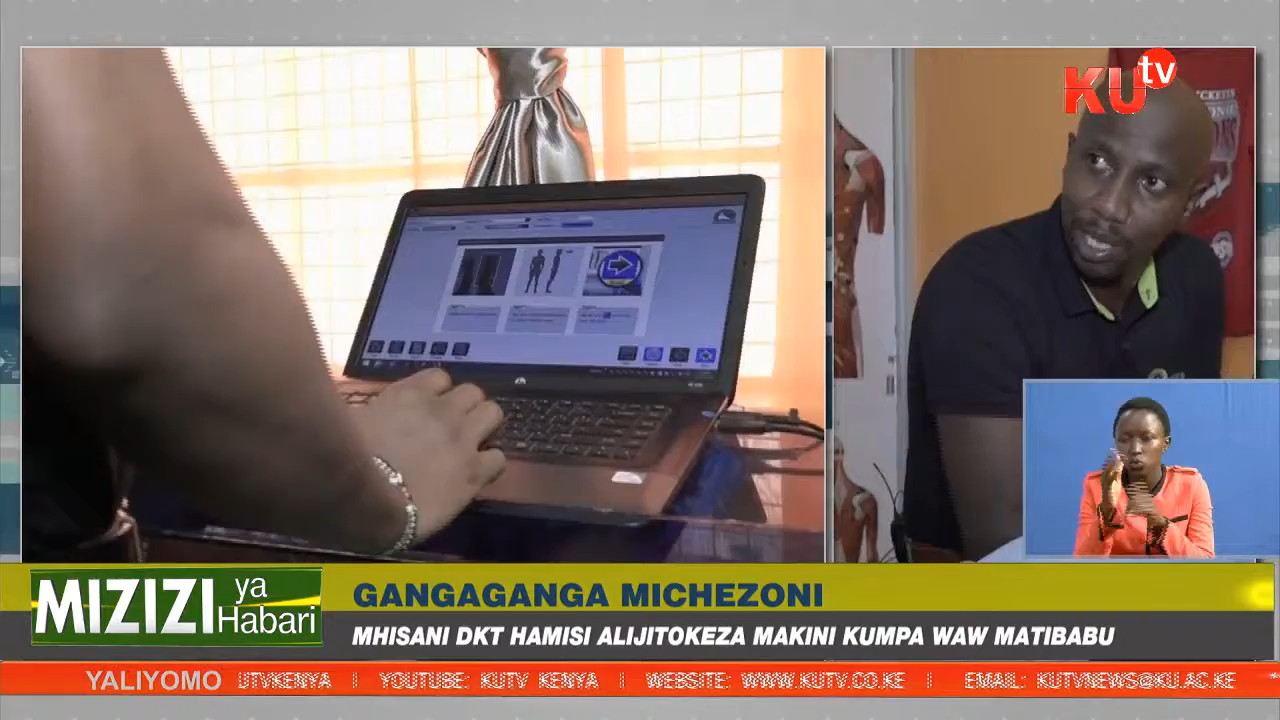 KU tv
MIZIZI ya Habari
GANGAGANGA MICHEZONI
MHISANI DKT HAMISI ALIJITOKEZA MAKINI KUMPA WAW MATIBABU
YALIYOMO UTVKENYA | YOUTUBE: KUTV KENYA | WEBSITE: WWW.KUTV.CO.KE | EMAIL: KUTVNEWS@KU.AC.KE